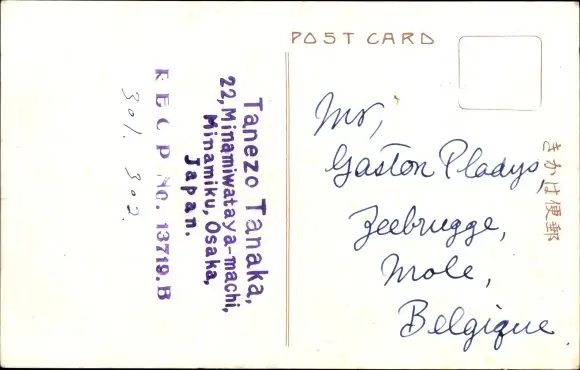 POST CARD
Mr,
Gaston Pladys,
Zeebrugge,
Mole,
Belgique
きかは便郵
Tanezo Tanaka,
22, Minamiwataya-machi,
Minamiku, Osaka,
Japan.
R E C P No. 13719.B
301. 302.